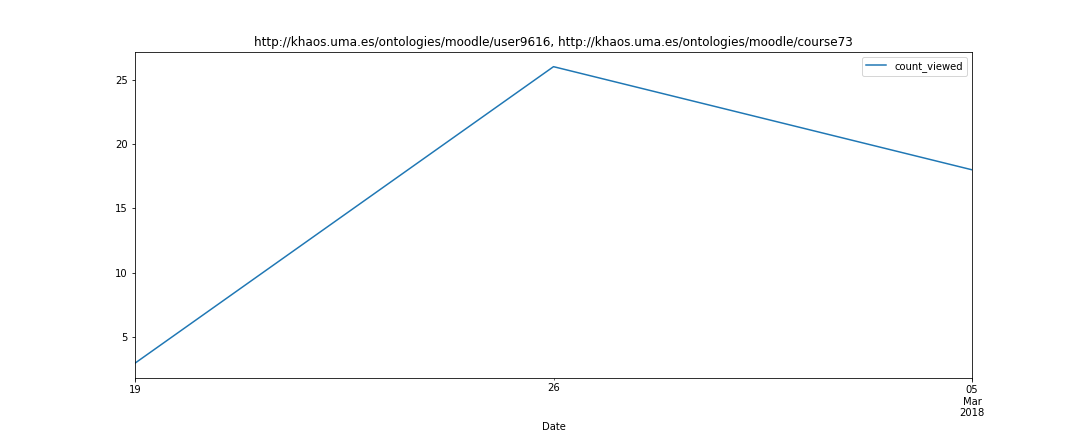 http://khaos.uma.es/ontologies/moodle/user9616, http://khaos.uma.es/ontologies/moodle/course73
count_viewed
25
20
15
10
5
19
26
05
Mar
2018
Date